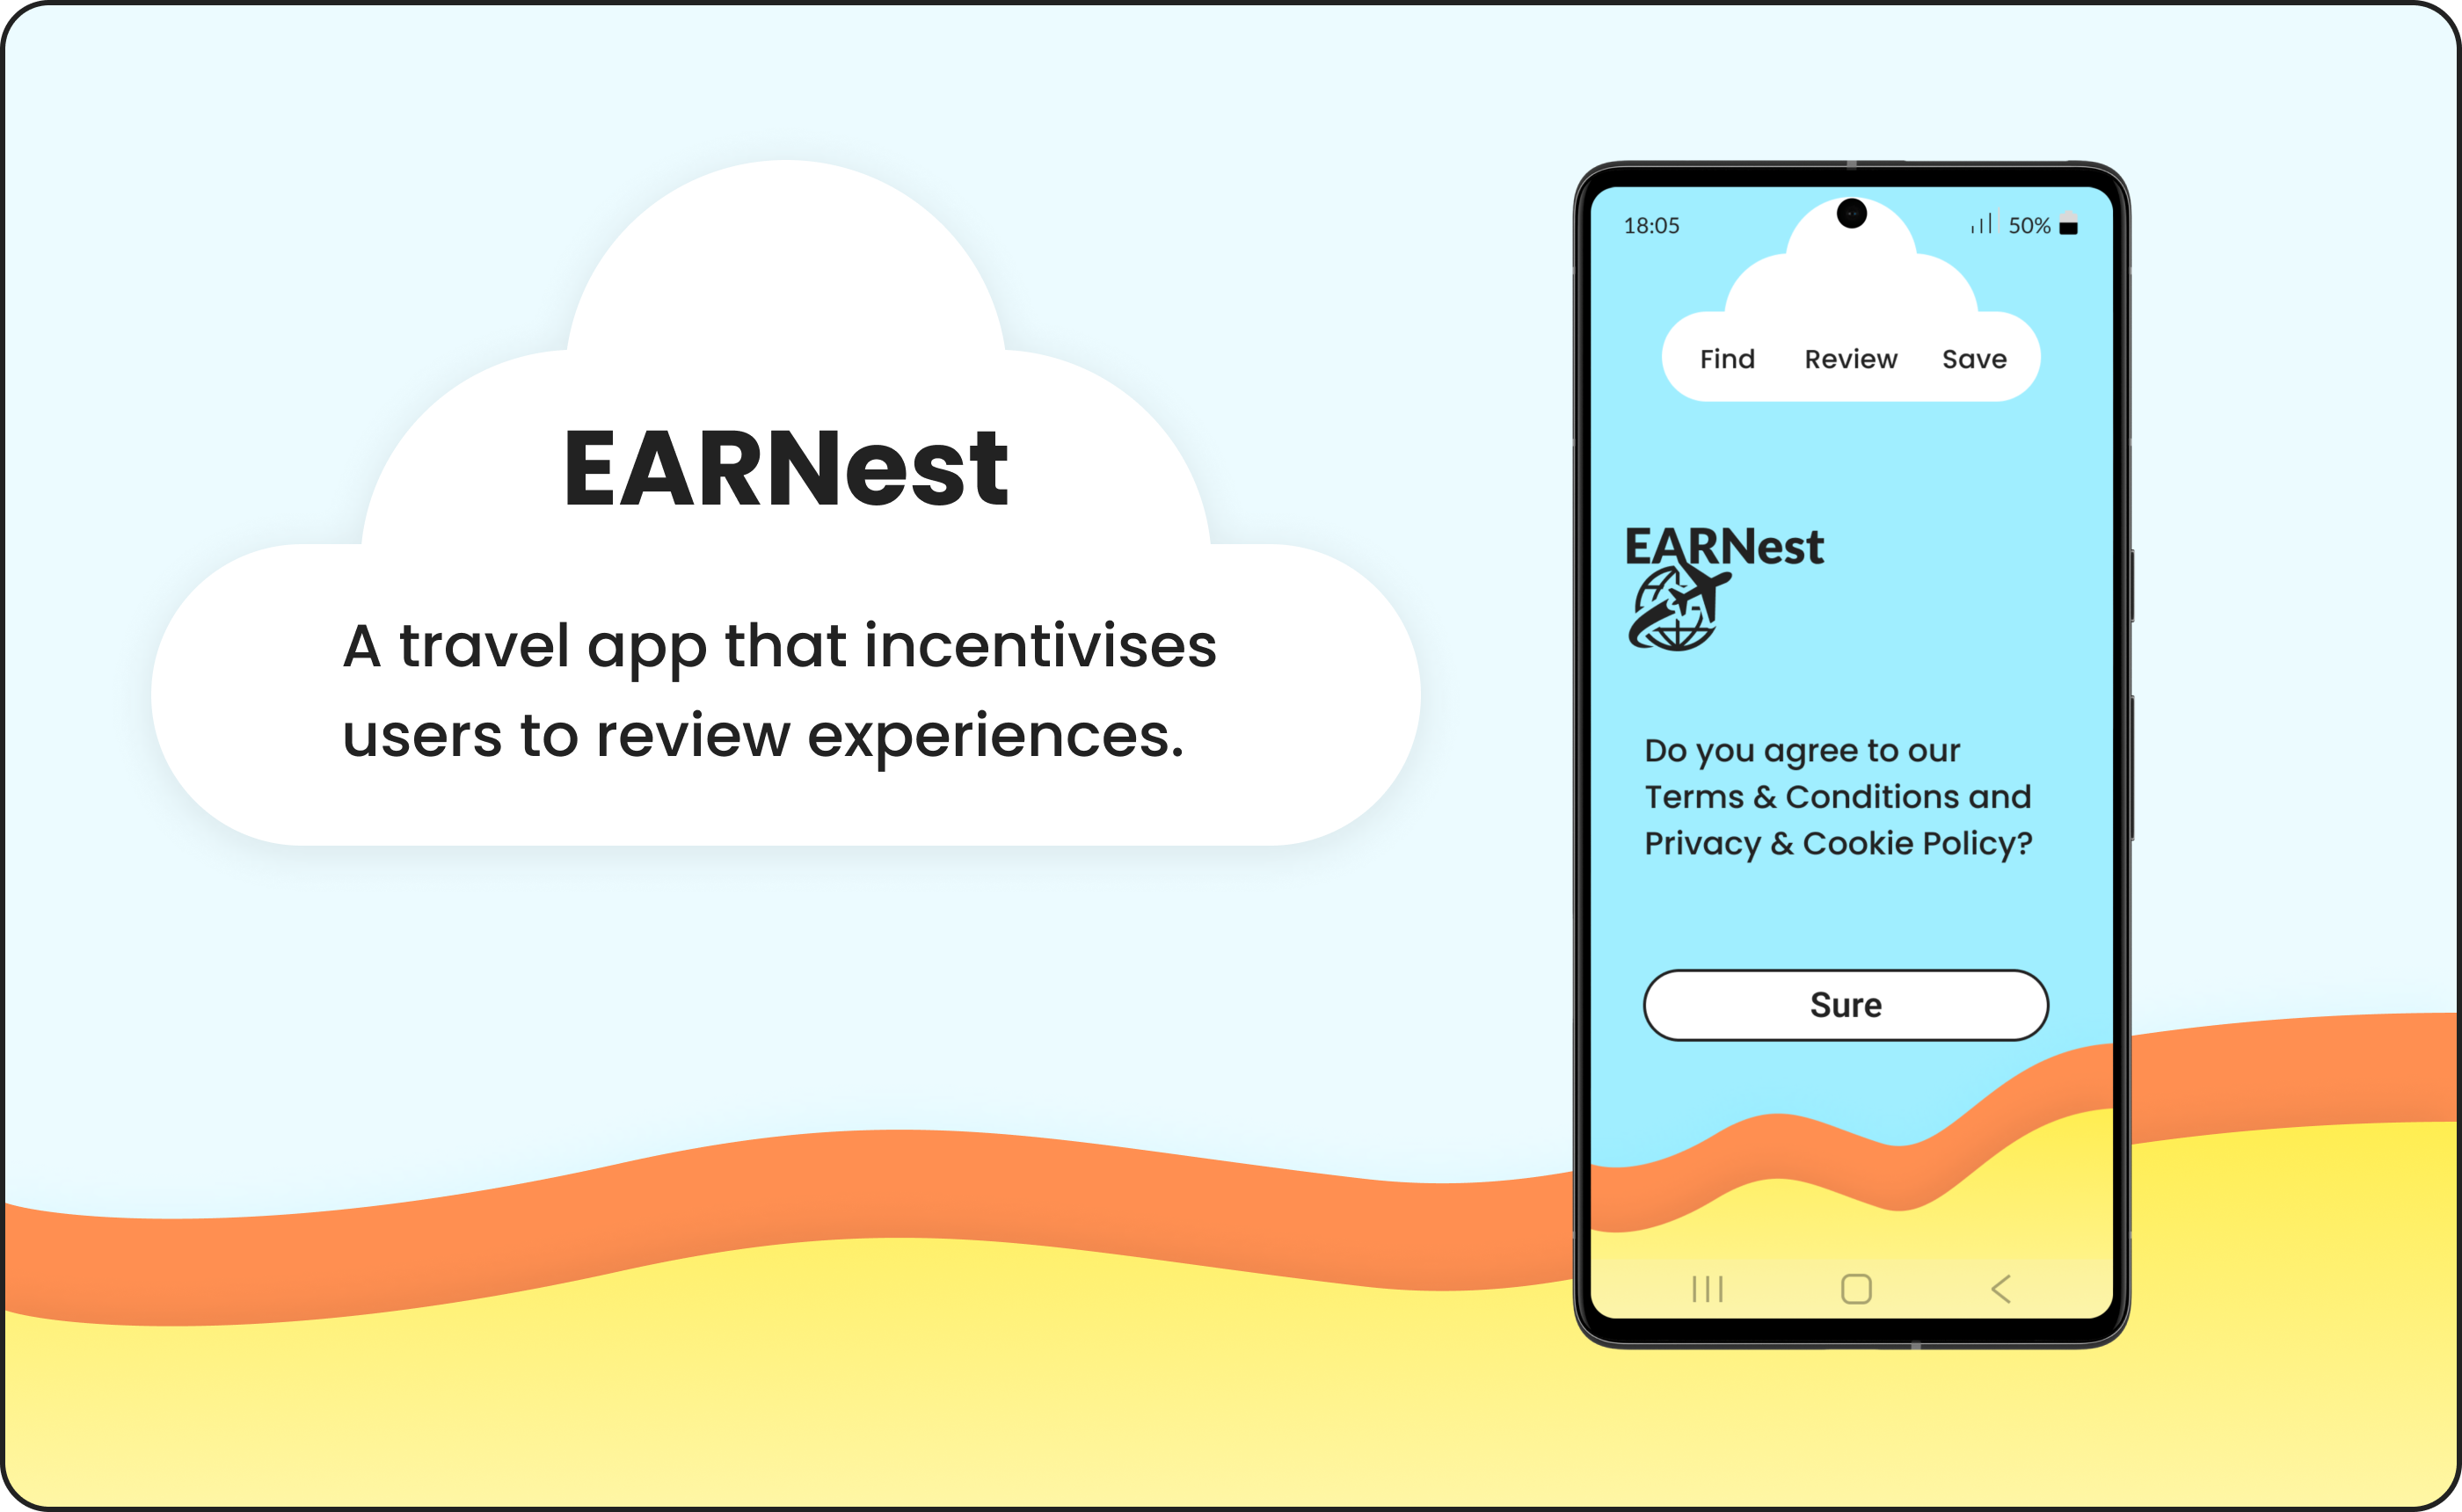 EARNest
A travel app that incentivises
users to review experiences.
18:05
50%
Find Review Save
EARNest
Do you agree to our
Terms & Conditions and
Privacy & Cookie Policy?
Sure